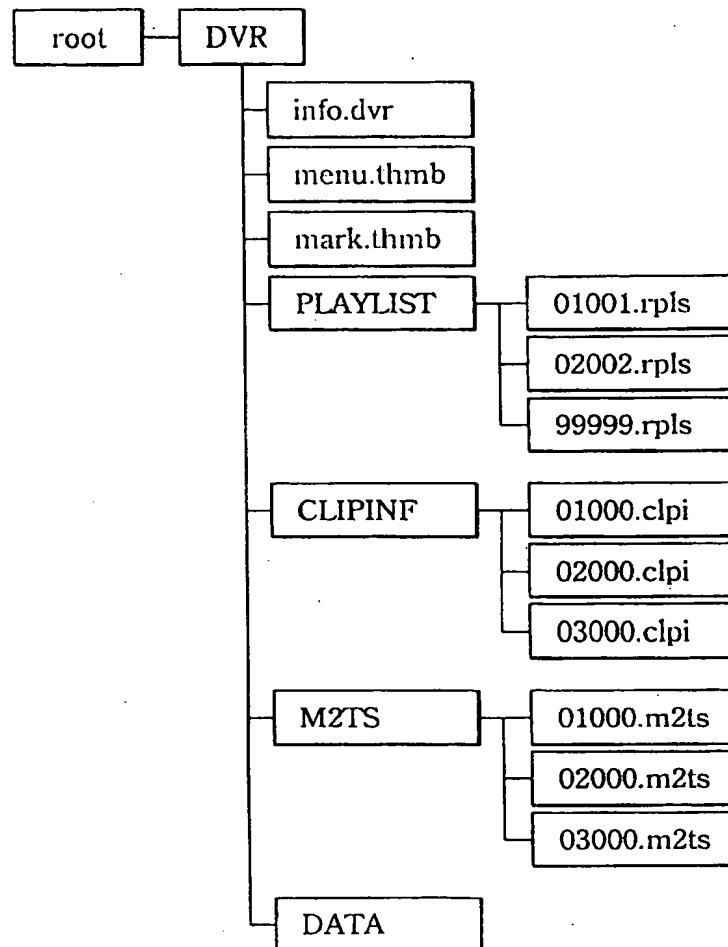 root DVR
info.dvr
menu.thmb
mark.thmb
PLAYLIST 01001.rpls
02002.rpls
99999.rpls
CLIPINF 01000.clpi
02000.clpi
03000.clpi
M2TS 01000.m2ts
02000.m2ts
03000.m2ts
DATA